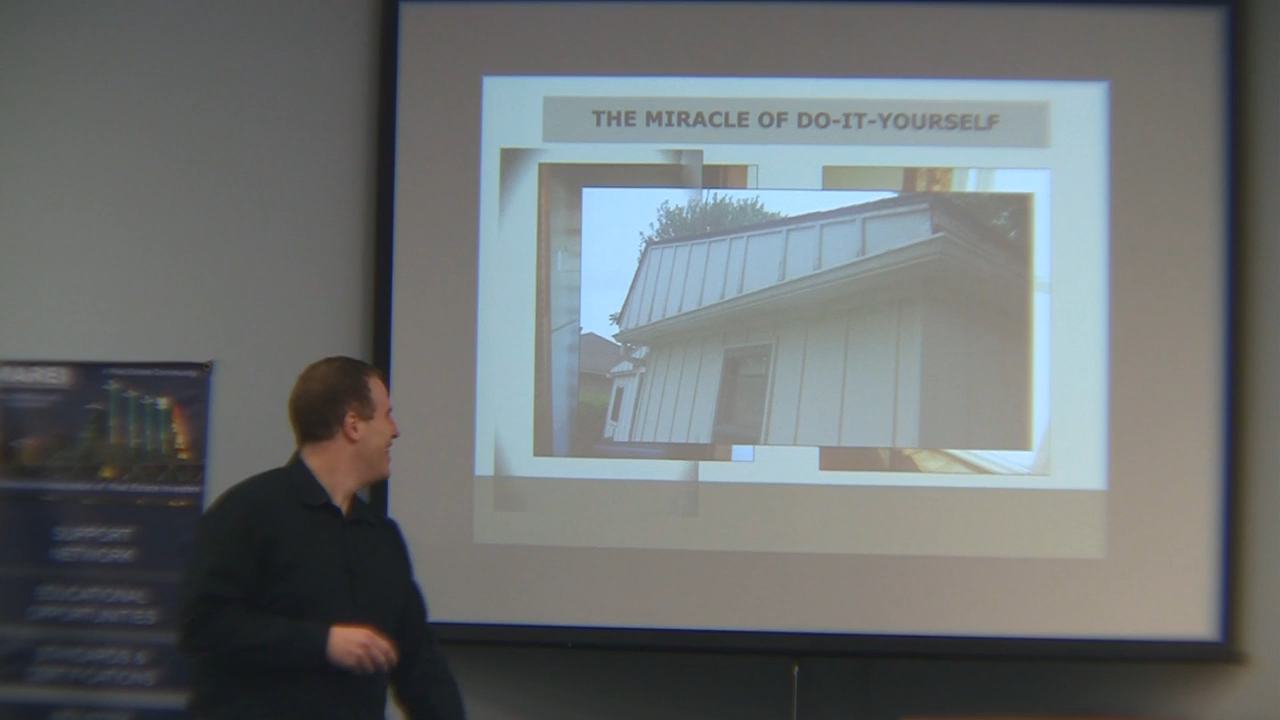 THE MIRACLE OF DO-IT-YOURSELF
SUPPORT
NETWORK
EDUCATIONAL
OPPORTUNITIES
STANDARDS &
CERTIFICATIONS